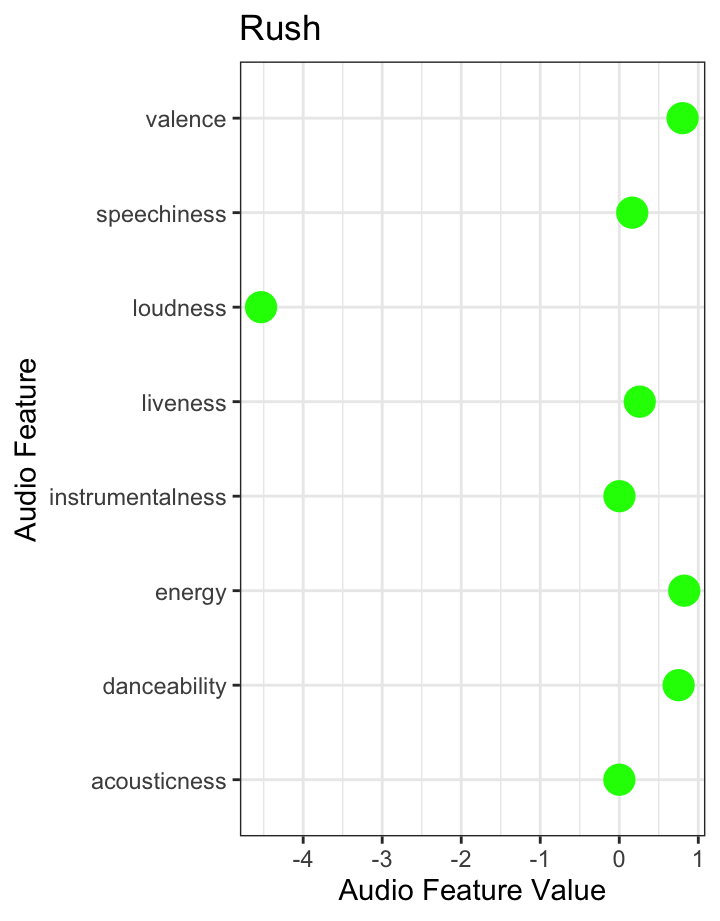 Rush
Audio Feature
valence
speechiness
loudness
liveness
instrumentalness
energy
danceability
acousticness
-4 -3 -2 -1 0 1
Audio Feature Value